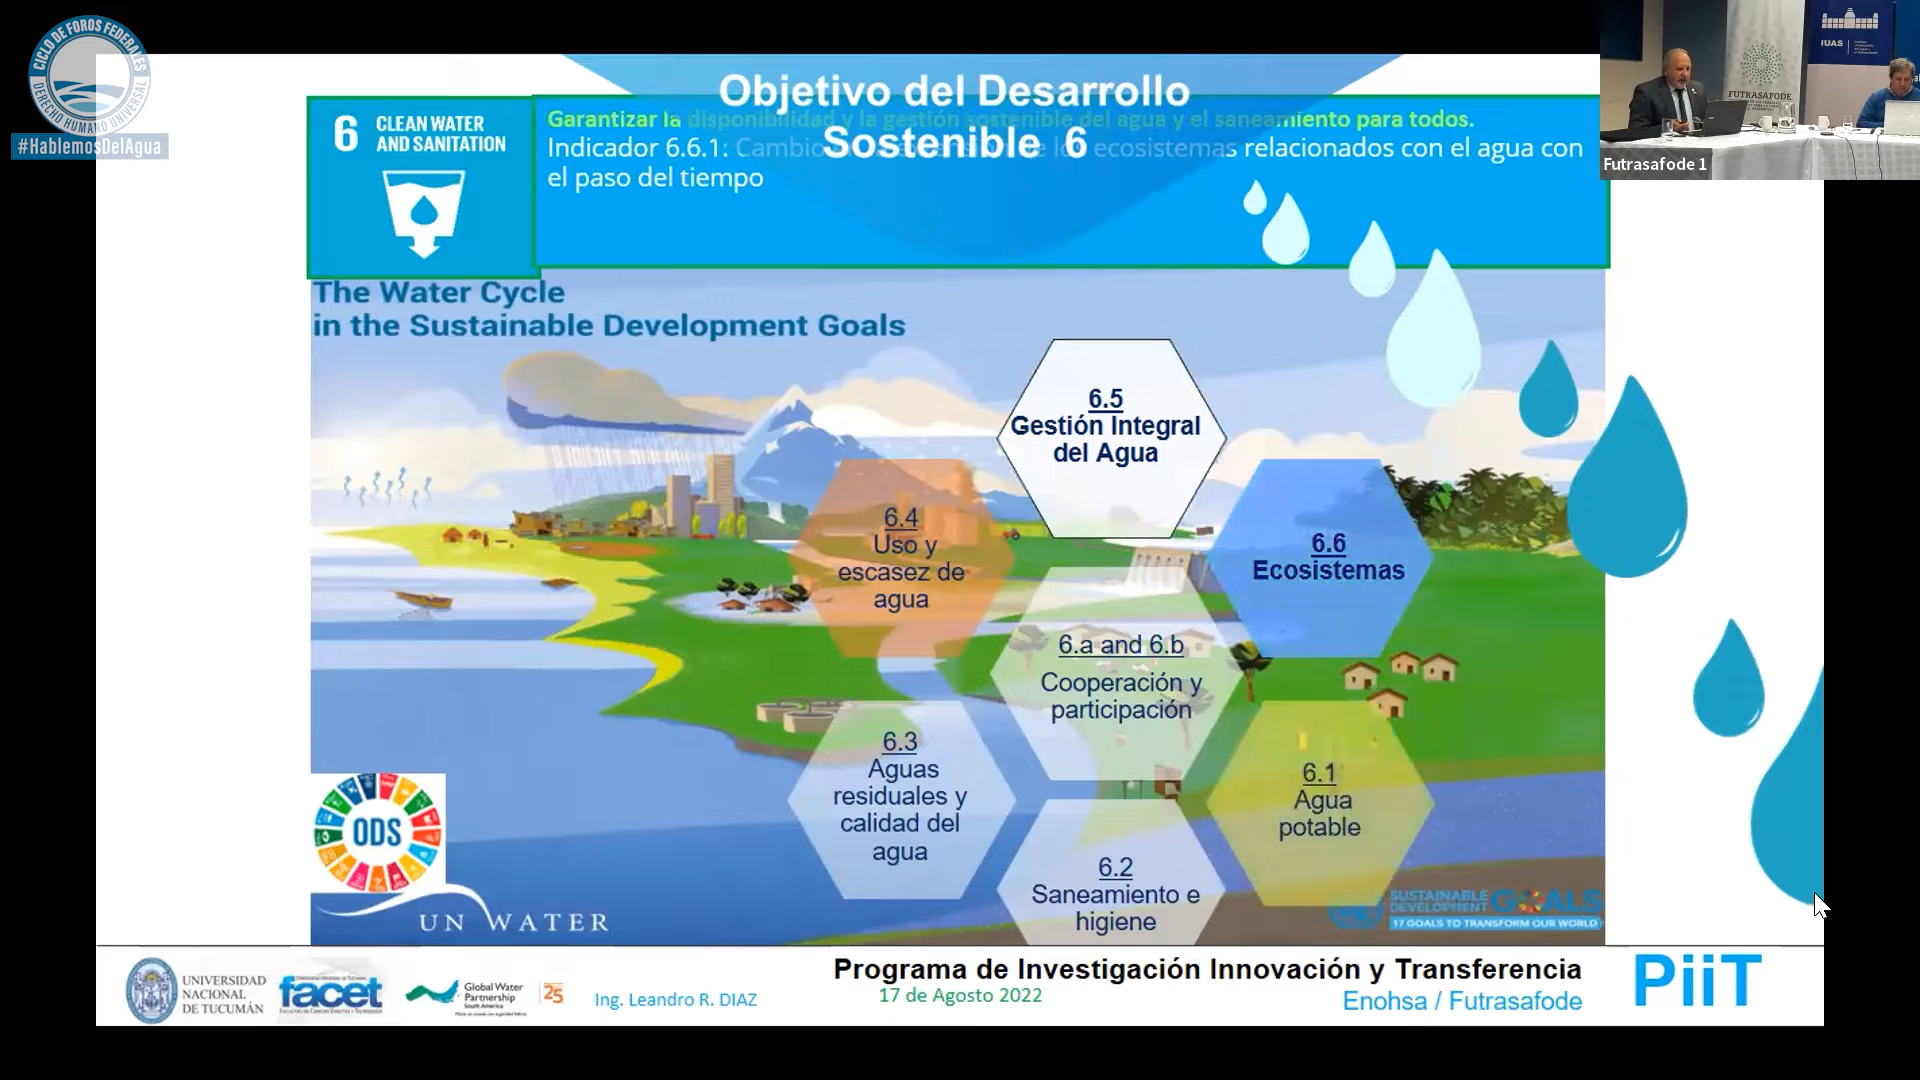 CICLO DE FOROS FEDERALES
DERECHO HUMANO UNIVERSAL
#HablemosDelAgua
Objetivo del Desarrollo
Sostenible 6
6 CLEAN WATER
AND SANITATION
Garantizar la disponibilidad y la gestión sostenible del agua y el saneamiento para todos.
Indicador 6.6.1: Cambio ecosistemas relacionados con el agua con
el paso del tiempo
IUAS
FUTRASAFODE
Futrasafode 1
The Water Cycle
in the Sustainable Development Goals
6.5
Gestión Integral
del Agua
6.4
Uso y
escasez de
agua
6.6
Ecosistemas
6.a and 6.b
Cooperación y
participación
6.3
Aguas
residuales y
calidad del
agua
6.1
Agua
potable
6.2
Saneamiento e
higiene
ODS
UN WATER
SUSTAINABLE
DEVELOPMENT GOALS
17 GOALS TO TRANSFORM OUR WORLD
UNIVERSIDAD
NACIONAL
DE TUCUMÁN
facet
Global Water
Partnership
South America
25
Ing. Leandro R. DIAZ
Programa de Investigación Innovación y Transferencia
17 de Agosto 2022
Enohsa / Futrasafode
PiiT